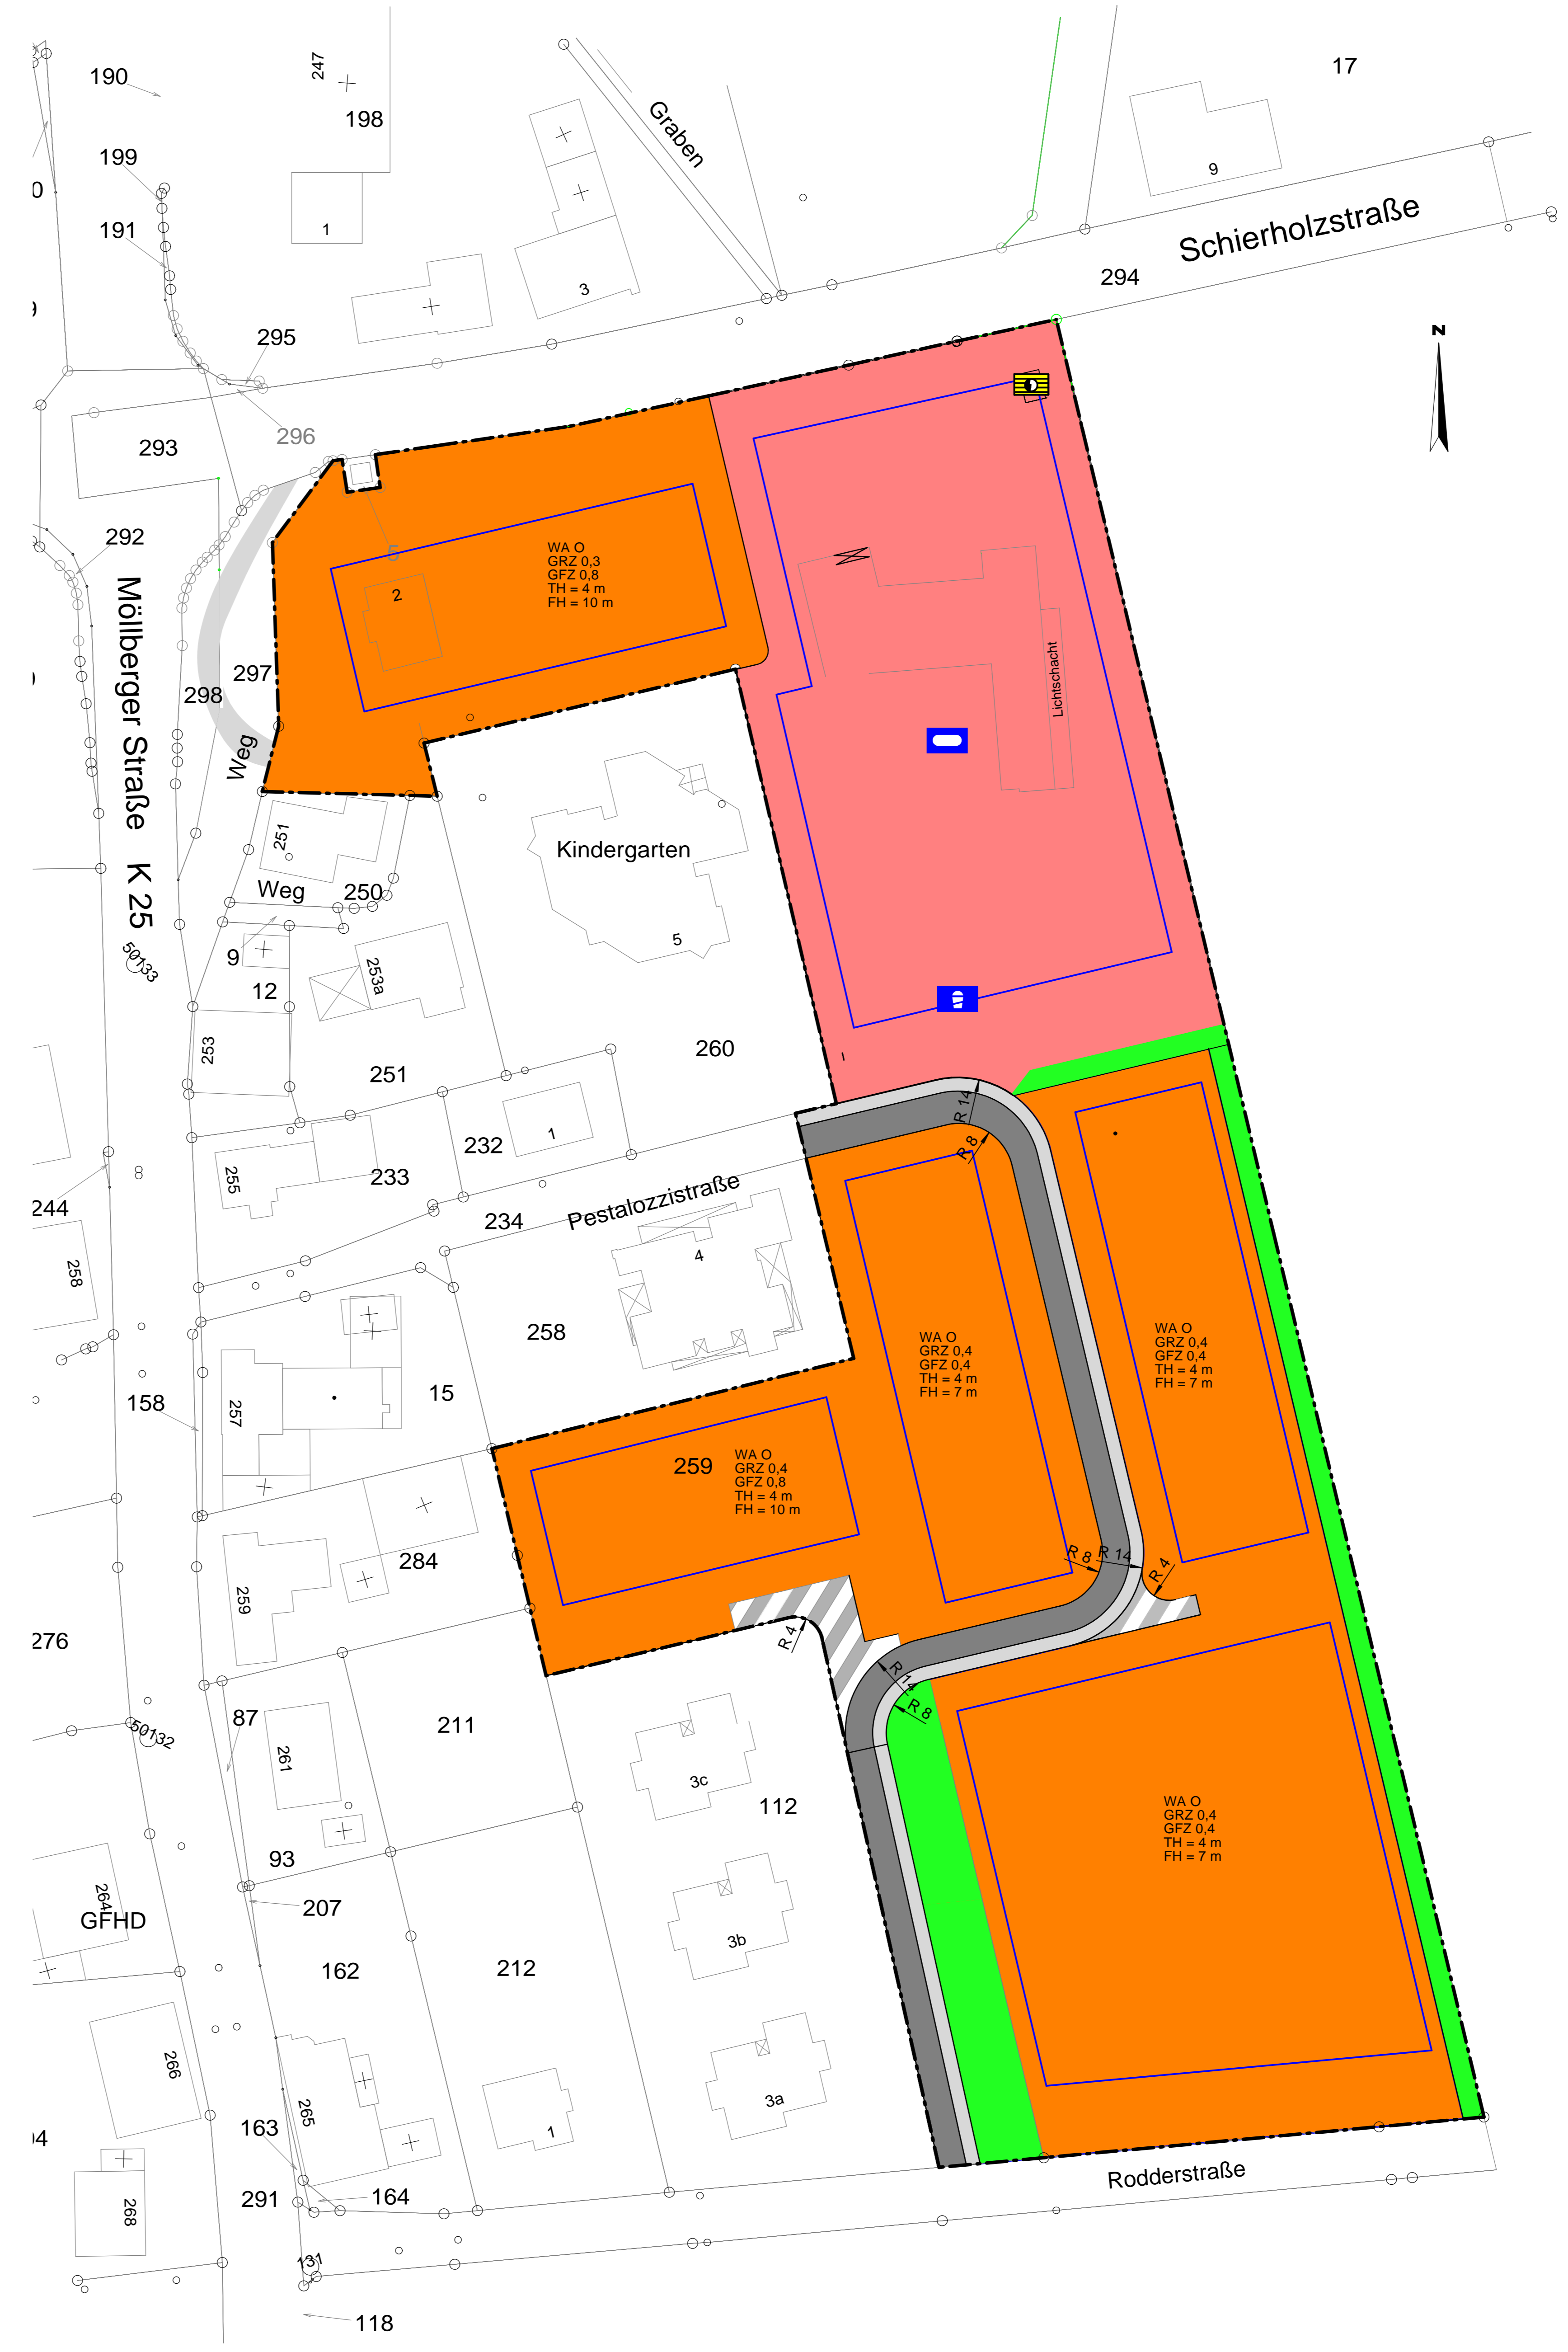 190
247
198
199
191
1
3
Graben
17
9
Schierholzstraße
294
N
295
296
293
292
5
2
WA O
GRZ 0,3
GFZ 0,8
TH = 4 m
FH = 10 m
Lichtschacht
297
298
Weg
Möllberger Straße K 25
251
Kindergarten
5
Weg
250
50133
9
12
253a
253
251
260
232
1
233
255
R 14
R 8
244
234
Pestalozzistraße
4
258
258
WA O
GRZ 0,4
GFZ 0,4
TH = 4 m
FH = 7 m
WA O
GRZ 0,4
GFZ 0,4
TH = 4 m
FH = 7 m
158
257
15
259
WA O
GRZ 0,4
GFZ 0,8
TH = 4 m
FH = 10 m
284
259
R 8
R 14
R 4
276
R 4
R 14
R 8
87
50132
211
261
3c
112
WA O
GRZ 0,4
GFZ 0,4
TH = 4 m
FH = 7 m
93
264
GFHD
207
3b
162
212
266
265
3a
163
1
268
291
164
Rodderstraße
131
118